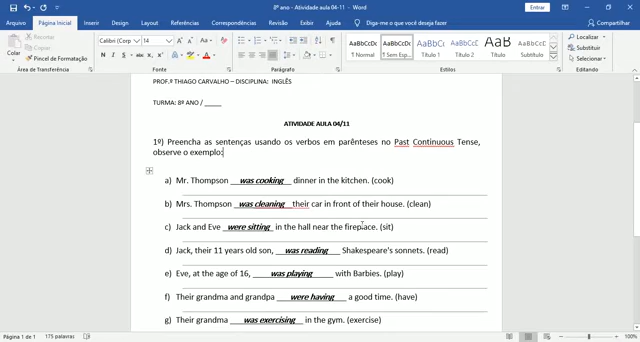 8º ano - Atividade aula 04-11 - Word
Entrar
Arquivo Página Inicial Inserir Design Layout Referências Correspondências Revisão Exibir Ajuda Diga-me o que você deseja fazer Compartilhar
Colar
Recortar
Copiar
Pincel de Formatação
Área de Transferência
Calibri (Corp 14
Fonte
Parágrafo
AaBbCcDc AaBbCcDc AaBbCc AaBbCcC AaB AaBbCcC
¶ Normal ¶ Sem Esp... Título 1 Título 2 Título Subtítulo
Estilos
Localizar
Substituir
Selecionar
Editando
PROF.º THIAGO CARVALHO – DISCIPLINA: INGLÊS
TURMA: 8º ANO / _____
ATIVIDADE AULA 04/11
1º) Preencha as sentenças usando os verbos em parênteses no Past Continuous Tense,
observe o exemplo:
a) Mr. Thompson __was cooking__ dinner in the kitchen. (cook)
b) Mrs. Thompson _was cleaning_ their car in front of their house. (clean)
c) Jack and Eve _were sitting_ in the hall near the fireplace. (sit)
d) Jack, their 11 years old son, __was reading__ Shakespeare's sonnets. (read)
e) Eve, at the age of 16, ____was playing____ with Barbies. (play)
f) Their grandma and grandpa ___were having__ a good time. (have)
g) Their grandma __was exercising__ in the gym. (exercise)
Página 1 de 1 175 palavras
100%